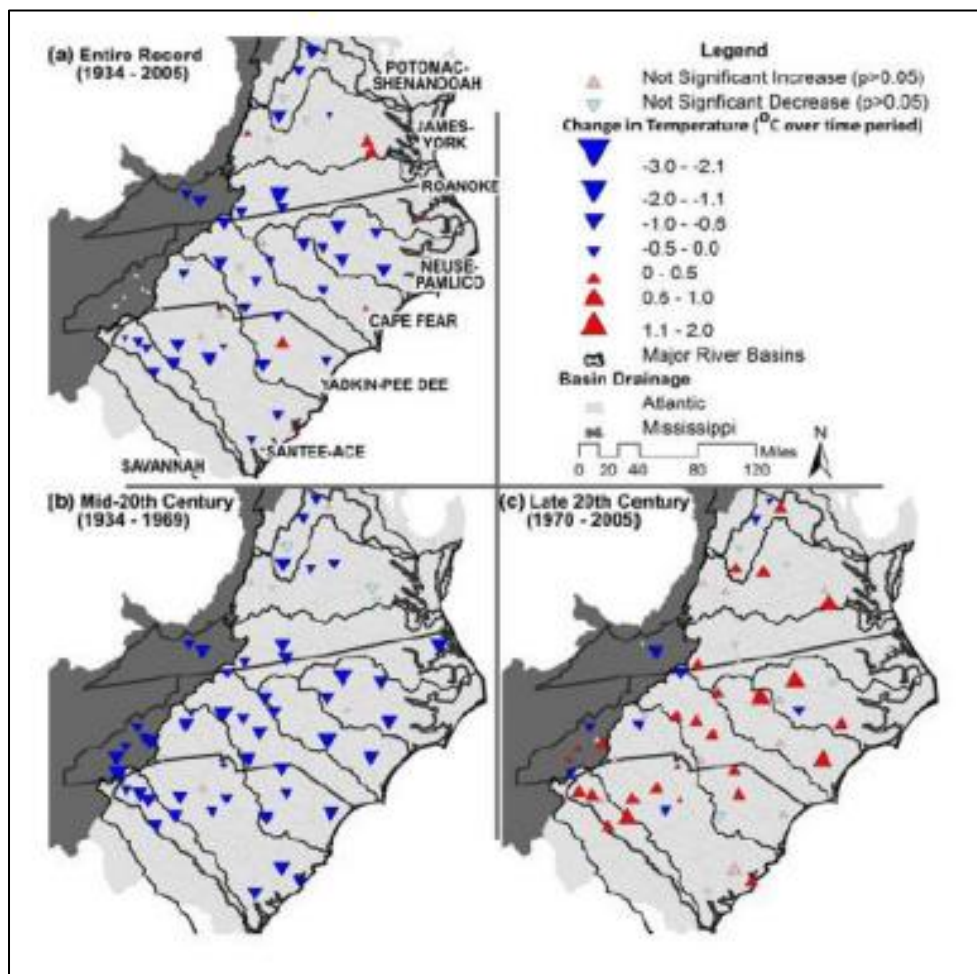 (a) Entire Record
(1934 - 2005)
POTOMAC-
SHENANDOAH
JAMES-
YORK
ROANOKE
NEUSE-
PAMLICO
CAPE FEAR
YADKIN-PEE DEE
SANTEE-ACE
SAVANNAH
Legend
Not Significant Increase (p>0.05)
Not Signficant Decrease (p>0.05)
Change in Temperature (°C over time period)
-3.0 - -2.1
-2.0 - -1.1
-1.0 - -0.6
-0.5 - 0.0
0 - 0.5
0.6 - 1.0
1.1 - 2.0
Major River Basins
Basin Drainage
Atlantic
Mississippi
N
Miles
0 20 40 80 120
(b) Mid-20th Century
(1934 - 1969)
(c) Late 20th Century
(1970 - 2005)